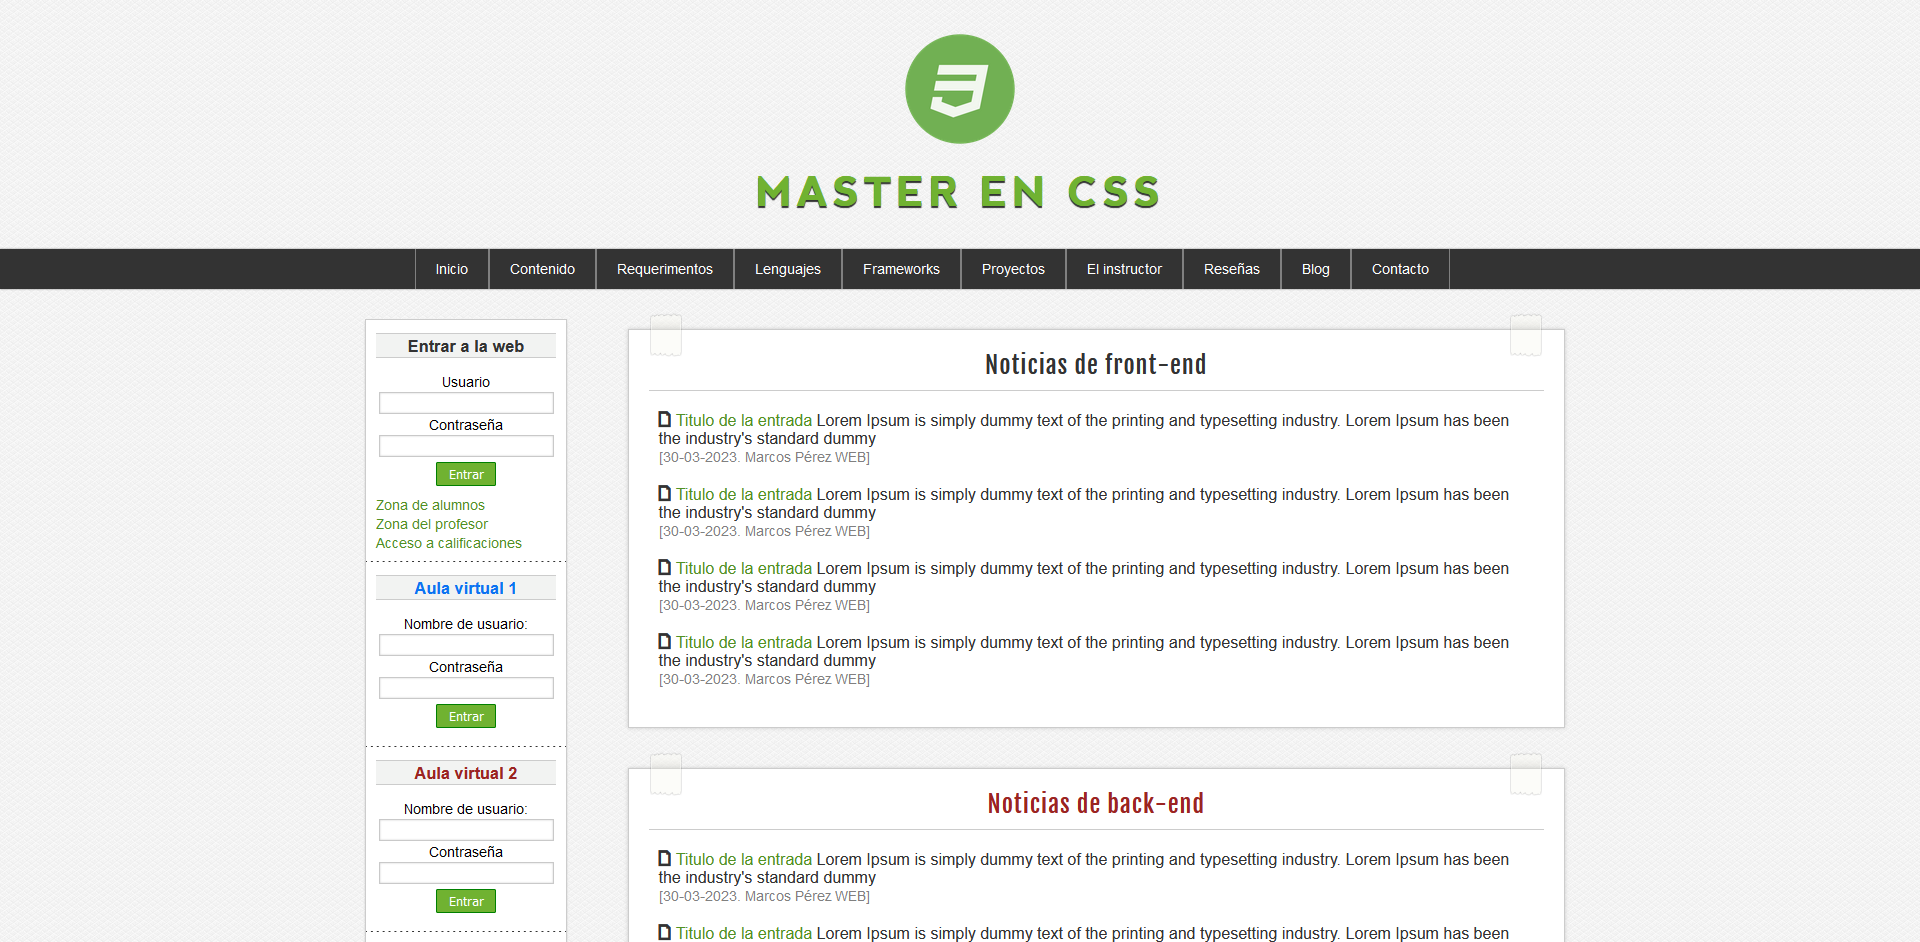 MASTER EN CSS
Inicio Contenido Requerimentos Lenguajes Frameworks Proyectos El instructor Reseñas Blog Contacto
Entrar a la web
Usuario
Contraseña
Entrar
Zona de alumnos
Zona del profesor
Acceso a calificaciones
Aula virtual 1
Nombre de usuario:
Contraseña
Entrar
Aula virtual 2
Nombre de usuario:
Contraseña
Entrar
Noticias de front-end
Titulo de la entrada Lorem Ipsum is simply dummy text of the printing and typesetting industry. Lorem Ipsum has been
the industry's standard dummy
[30-03-2023. Marcos Pérez WEB]
Titulo de la entrada Lorem Ipsum is simply dummy text of the printing and typesetting industry. Lorem Ipsum has been
the industry's standard dummy
[30-03-2023. Marcos Pérez WEB]
Titulo de la entrada Lorem Ipsum is simply dummy text of the printing and typesetting industry. Lorem Ipsum has been
the industry's standard dummy
[30-03-2023. Marcos Pérez WEB]
Titulo de la entrada Lorem Ipsum is simply dummy text of the printing and typesetting industry. Lorem Ipsum has been
the industry's standard dummy
[30-03-2023. Marcos Pérez WEB]
Noticias de back-end
Titulo de la entrada Lorem Ipsum is simply dummy text of the printing and typesetting industry. Lorem Ipsum has been
the industry's standard dummy
[30-03-2023. Marcos Pérez WEB]
Titulo de la entrada Lorem Ipsum is simply dummy text of the printing and typesetting industry. Lorem Ipsum has been